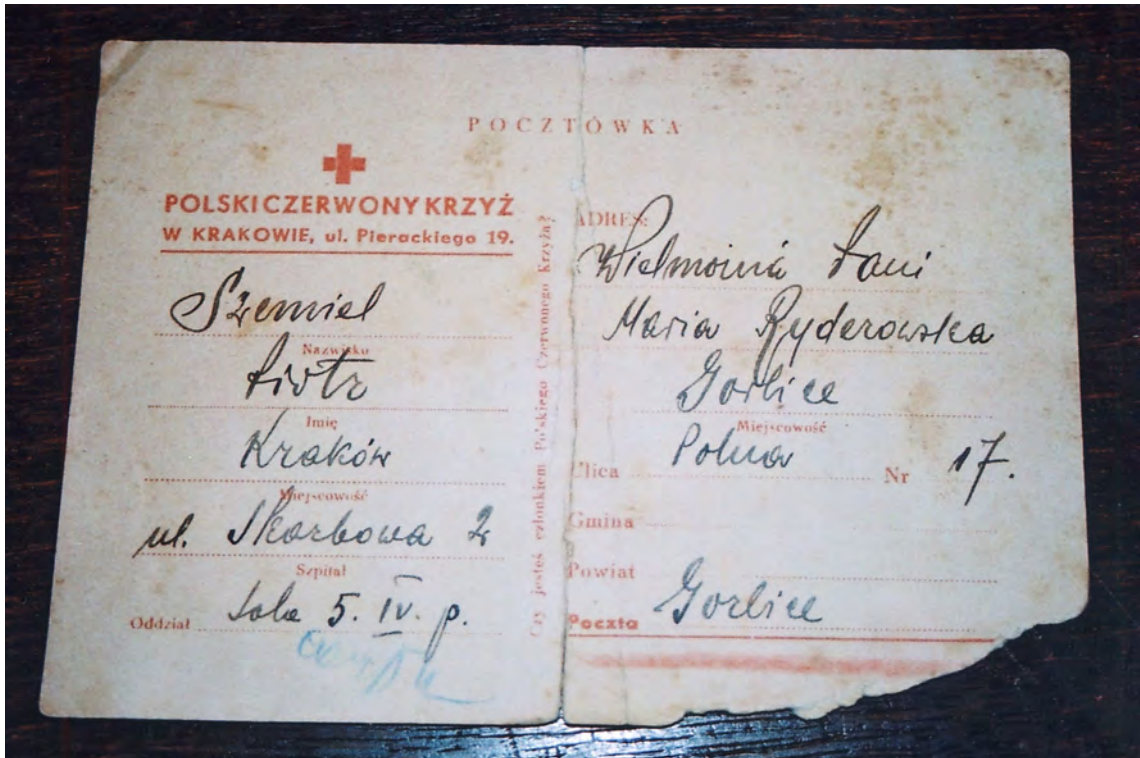 POCZTÓWKA
POLSKI CZERWONY KRZYŻ
W KRAKOWIE, ul. Pierackiego 19.
Szemiel
Nazwisko
Piotr
Imię
Kraków
Miejscowość
ul. Skarbowa 2
Szpital
Oddział Sala 5. IV. p.
Czy jesteś członkiem Polskiego Czerwonego Krzyża?
ADRES:
Wielmożna Pani
Maria Ryderowska
Gorlice
Miejscowość
Ulica Polna Nr 17.
Gmina
Powiat
Poczta Gorlice